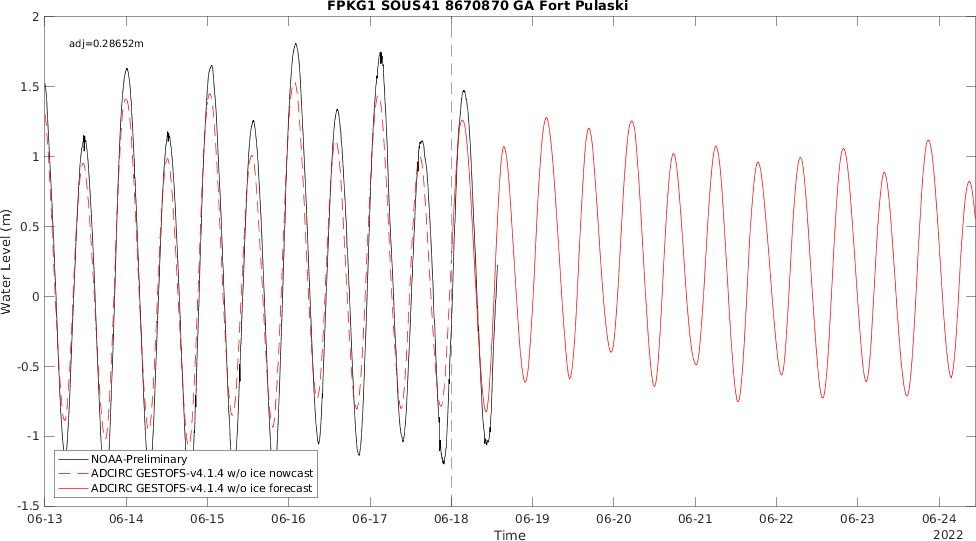 FPKG1 SOUS41 8670870 GA Fort Pulaski
2
adj=0.28652m
1.5
1
0.5
0
-0.5
-1
-1.5
Water Level (m)
NOAA-Preliminary
ADCIRC GESTOFS-v4.1.4 w/o ice nowcast
ADCIRC GESTOFS-v4.1.4 w/o ice forecast
06-13 06-14 06-15 06-16 06-17 06-18 06-19 06-20 06-21 06-22 06-23 06-24
Time
2022